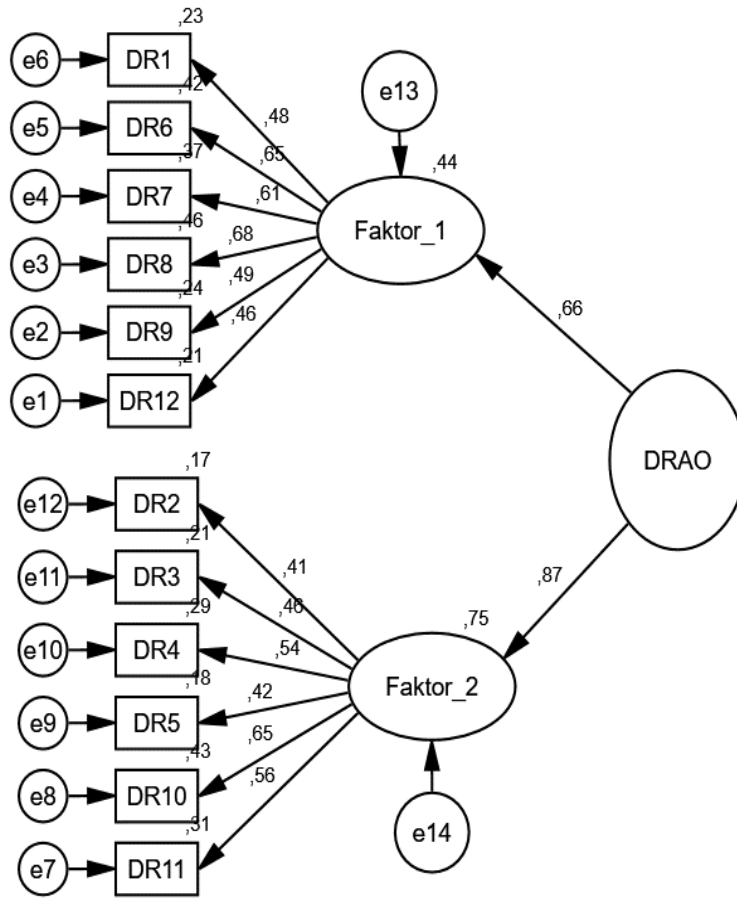 ,23
e6
DR1
,42
,48
e13
e5
DR6
,37
,65
,44
e4
DR7
,46
,61
Faktor_1
e3
DR8
,24
,68
e2
DR9
,21
,49
,46
e1
DR12
,66
DRAO
,17
e12
DR2
,21
,41
,87
e11
DR3
,29
,46
,75
e10
DR4
,18
,54
Faktor_2
e9
DR5
,43
,42
e8
DR10
,31
,65
,56
e14
e7
DR11